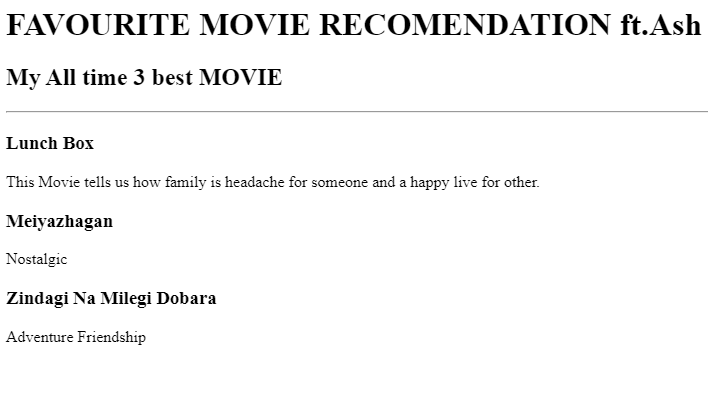 FAVOURITE MOVIE RECOMENDATION ft.Ash
My All time 3 best MOVIE
Lunch Box
This Movie tells us how family is headache for someone and a happy live for other.
Meiyazhagan
Nostalgic
Zindagi Na Milegi Dobara
Adventure Friendship